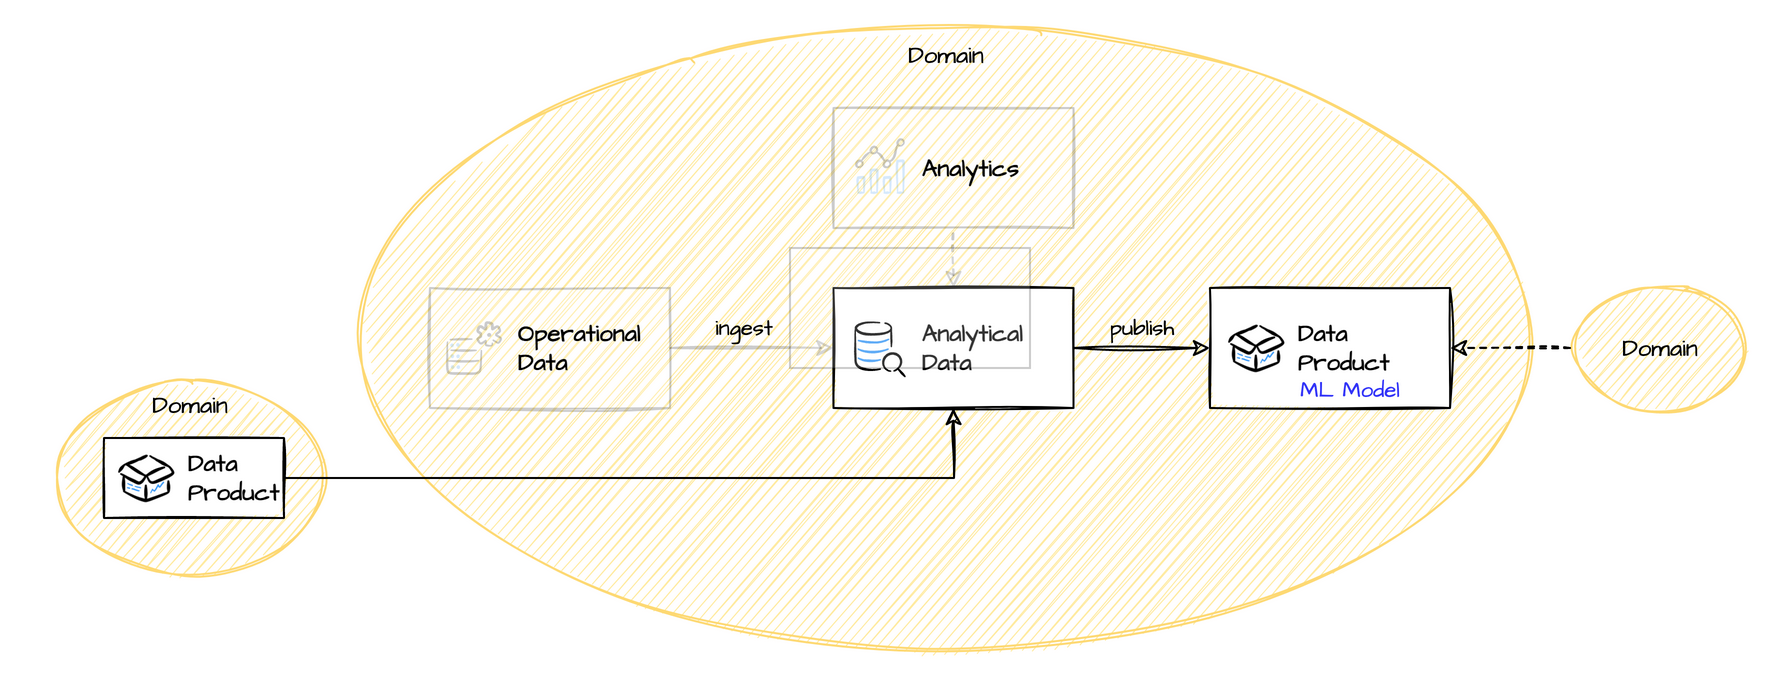 Domain
Analytics
Operational
Data
ingest
Analytical
Data
publish
Data
Product
ML Model
Domain
Domain
Data
Product